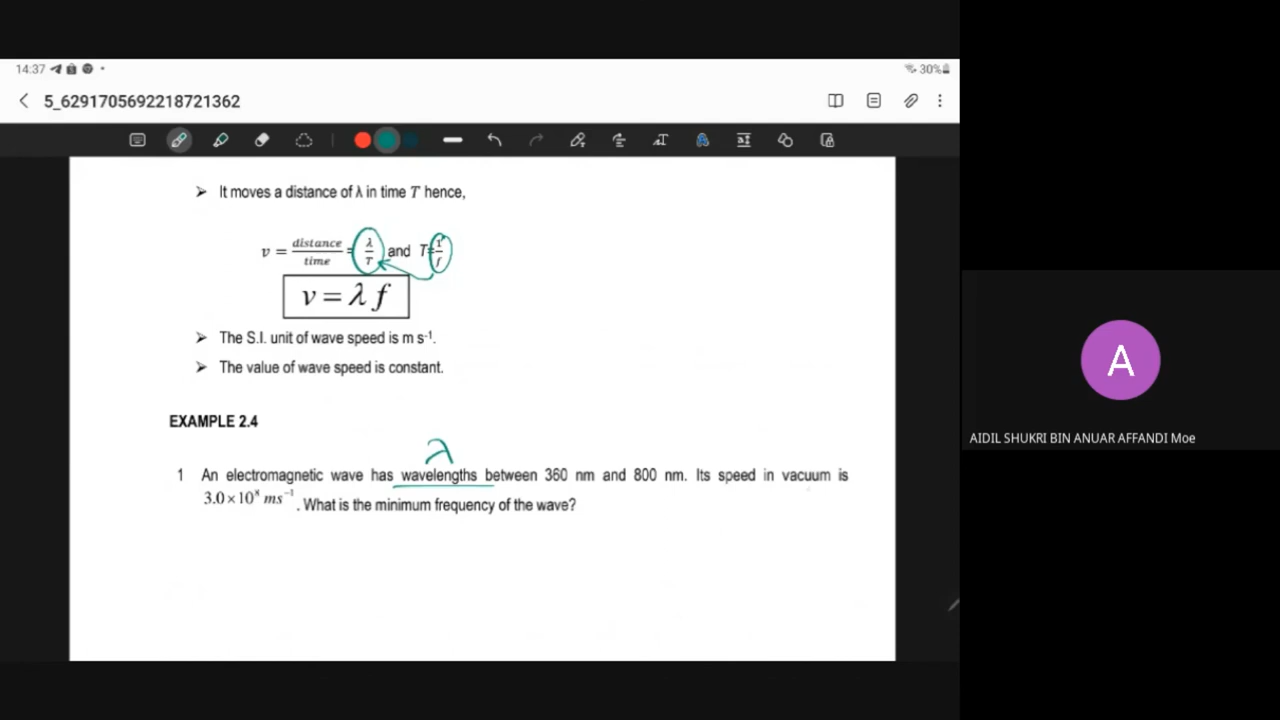 14:37
30%
5_6291705692218721362
➢ It moves a distance of λ in time T hence,
v = distance/time = λ/T and T=1/f
v = λ f
➢ The S.I. unit of wave speed is m s⁻¹.
➢ The value of wave speed is constant.
EXAMPLE 2.4
λ
1 An electromagnetic wave has wavelengths between 360 nm and 800 nm. Its speed in vacuum is
3.0×10⁸ ms⁻¹. What is the minimum frequency of the wave?
A
AIDIL SHUKRI BIN ANUAR AFFANDI Moe